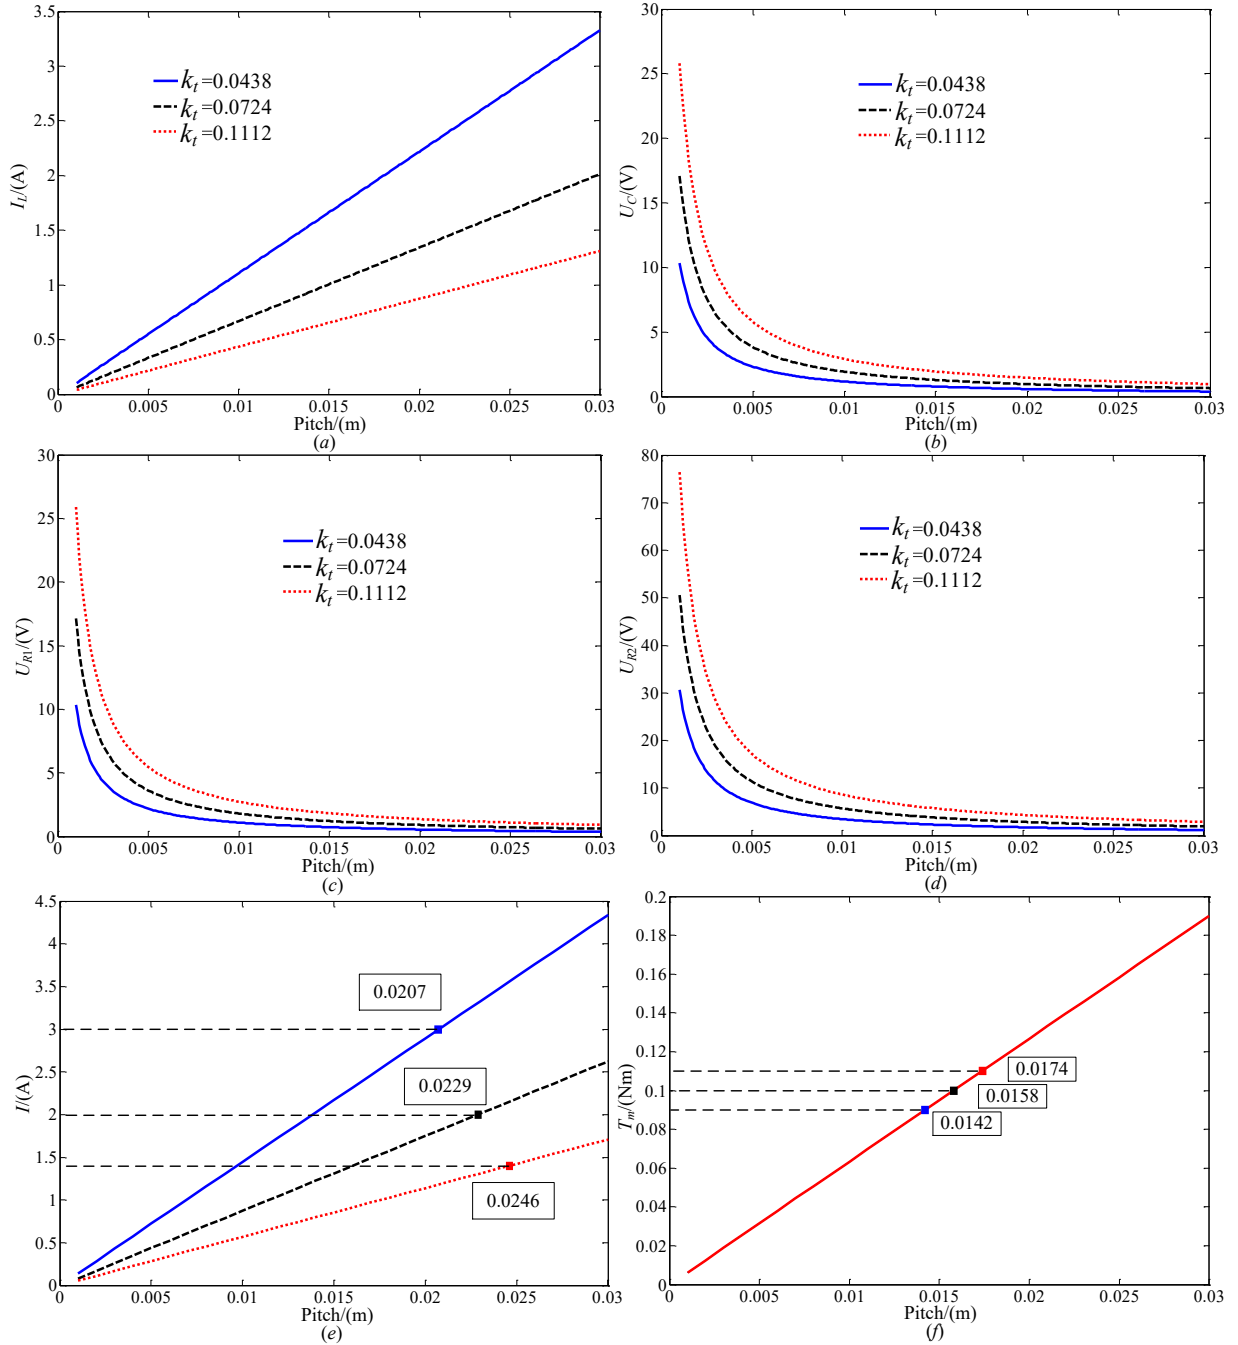 3.5
3
2.5
2
1.5
1
0.5
0
I_L/(A)
k_t=0.0438
k_t=0.0724
k_t=0.1112
0 0.005 0.01 0.015 0.02 0.025 0.03
Pitch/(m)
(a)
30
25
20
15
10
5
0
U_C/(V)
k_t=0.0438
k_t=0.0724
k_t=0.1112
0 0.005 0.01 0.015 0.02 0.025 0.03
Pitch/(m)
(b)
30
25
20
15
10
5
0
U_R1/(V)
k_t=0.0438
k_t=0.0724
k_t=0.1112
0 0.005 0.01 0.015 0.02 0.025 0.03
Pitch/(m)
(c)
80
70
60
50
40
30
20
10
0
U_R2/(V)
k_t=0.0438
k_t=0.0724
k_t=0.1112
0 0.005 0.01 0.015 0.02 0.025 0.03
Pitch/(m)
(d)
4.5
4
3.5
3
2.5
2
1.5
1
0.5
0
I/(A)
0.0207
0.0229
0.0246
0 0.005 0.01 0.015 0.02 0.025 0.03
Pitch/(m)
(e)
0.2
0.18
0.16
0.14
0.12
0.1
0.08
0.06
0.04
0.02
0
T_m/(Nm)
0.0174
0.0158
0.0142
0 0.005 0.01 0.015 0.02 0.025 0.03
Pitch/(m)
(f)